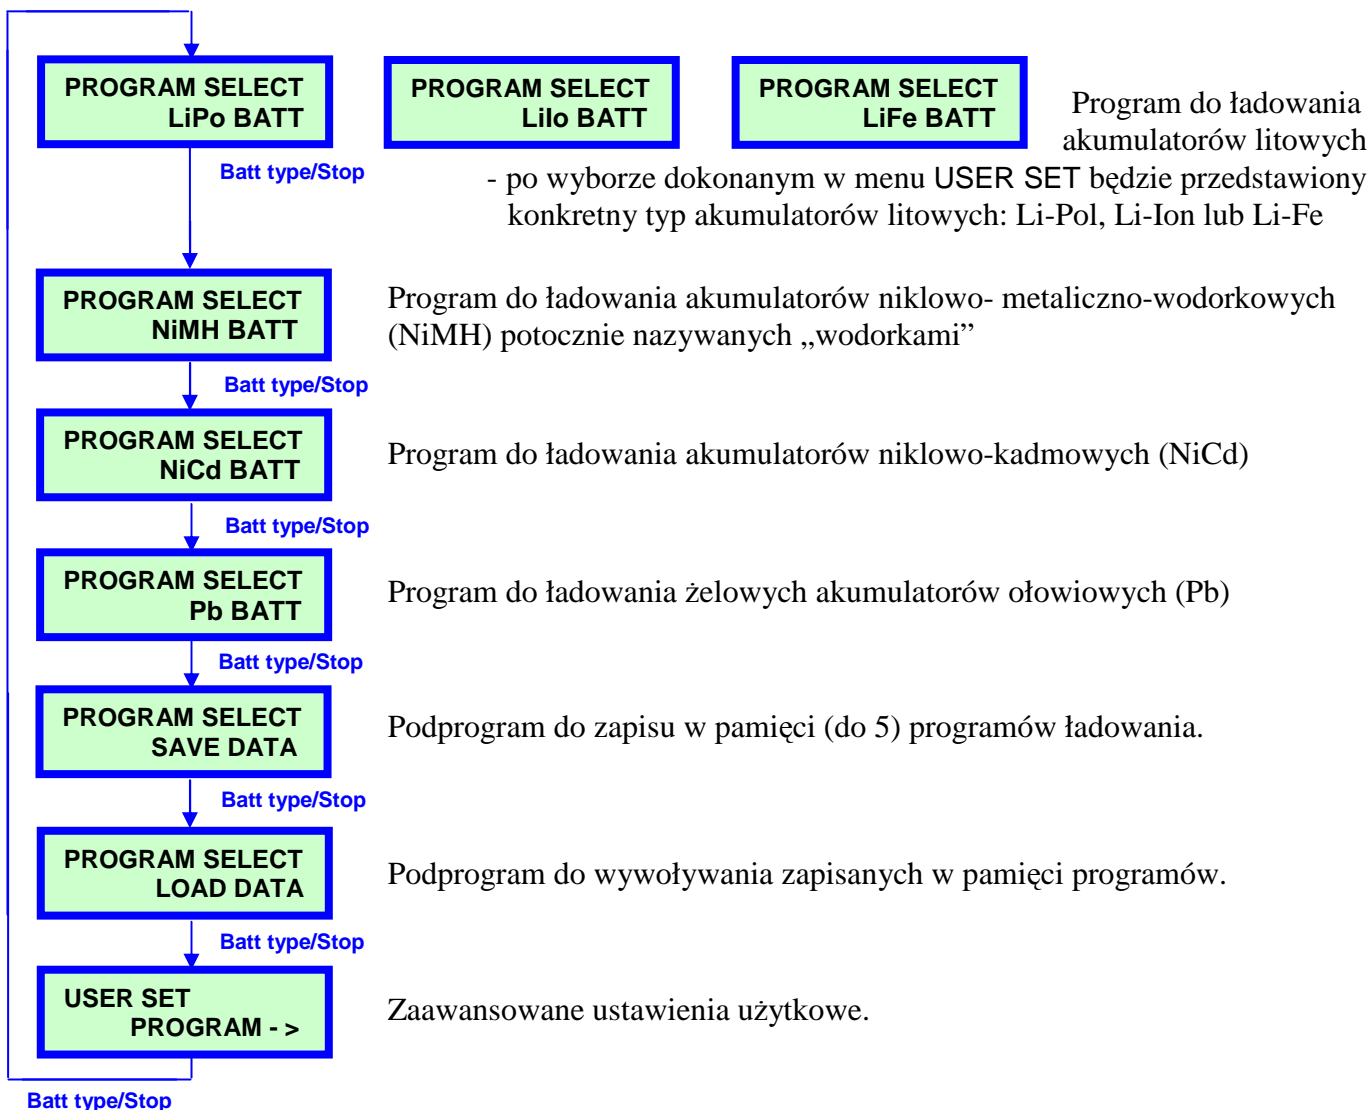 PROGRAM SELECT
LiPo BATT
PROGRAM SELECT
LiIo BATT
PROGRAM SELECT
LiFe BATT
Program do ładowania
akumulatorów litowych
Batt type/Stop
- po wyborze dokonanym w menu USER SET będzie przedstawiony
konkretny typ akumulatorów litowych: Li-Pol, Li-Ion lub Li-Fe
PROGRAM SELECT
NiMH BATT
Program do ładowania akumulatorów niklowo- metaliczno-wodorkowych
(NiMH) potocznie nazywanych „wodorkami”
Batt type/Stop
PROGRAM SELECT
NiCd BATT
Program do ładowania akumulatorów niklowo-kadmowych (NiCd)
Batt type/Stop
PROGRAM SELECT
Pb BATT
Program do ładowania żelowych akumulatorów ołowiowych (Pb)
Batt type/Stop
PROGRAM SELECT
SAVE DATA
Podprogram do zapisu w pamięci (do 5) programów ładowania.
Batt type/Stop
PROGRAM SELECT
LOAD DATA
Podprogram do wywoływania zapisanych w pamięci programów.
Batt type/Stop
USER SET
PROGRAM - >
Zaawansowane ustawienia użytkowe.
Batt type/Stop